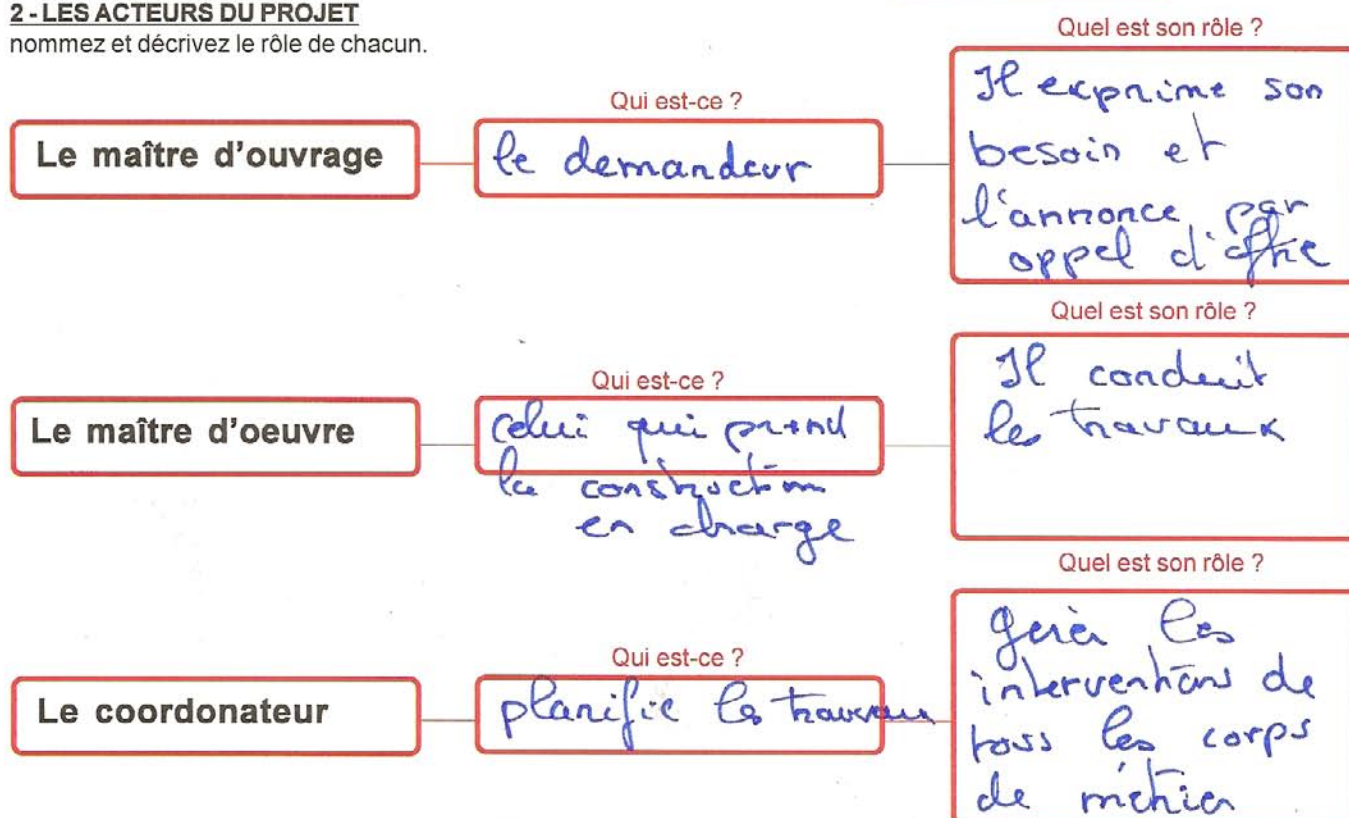 2 - LES ACTEURS DU PROJET
nommez et décrivez le rôle de chacun.
Le maître d'ouvrage
Qui est-ce ?
le demandeur
Quel est son rôle ?
Il exprime son
besoin et
l'annonce par
appel d'offre
Le maître d'oeuvre
Qui est-ce ?
celui qui prend
la construction
en charge
Quel est son rôle ?
Il conduit
les travaux
Le coordonateur
Qui est-ce ?
planifie les travaux
Quel est son rôle ?
gérer les
interventions de
tous les corps
de métier